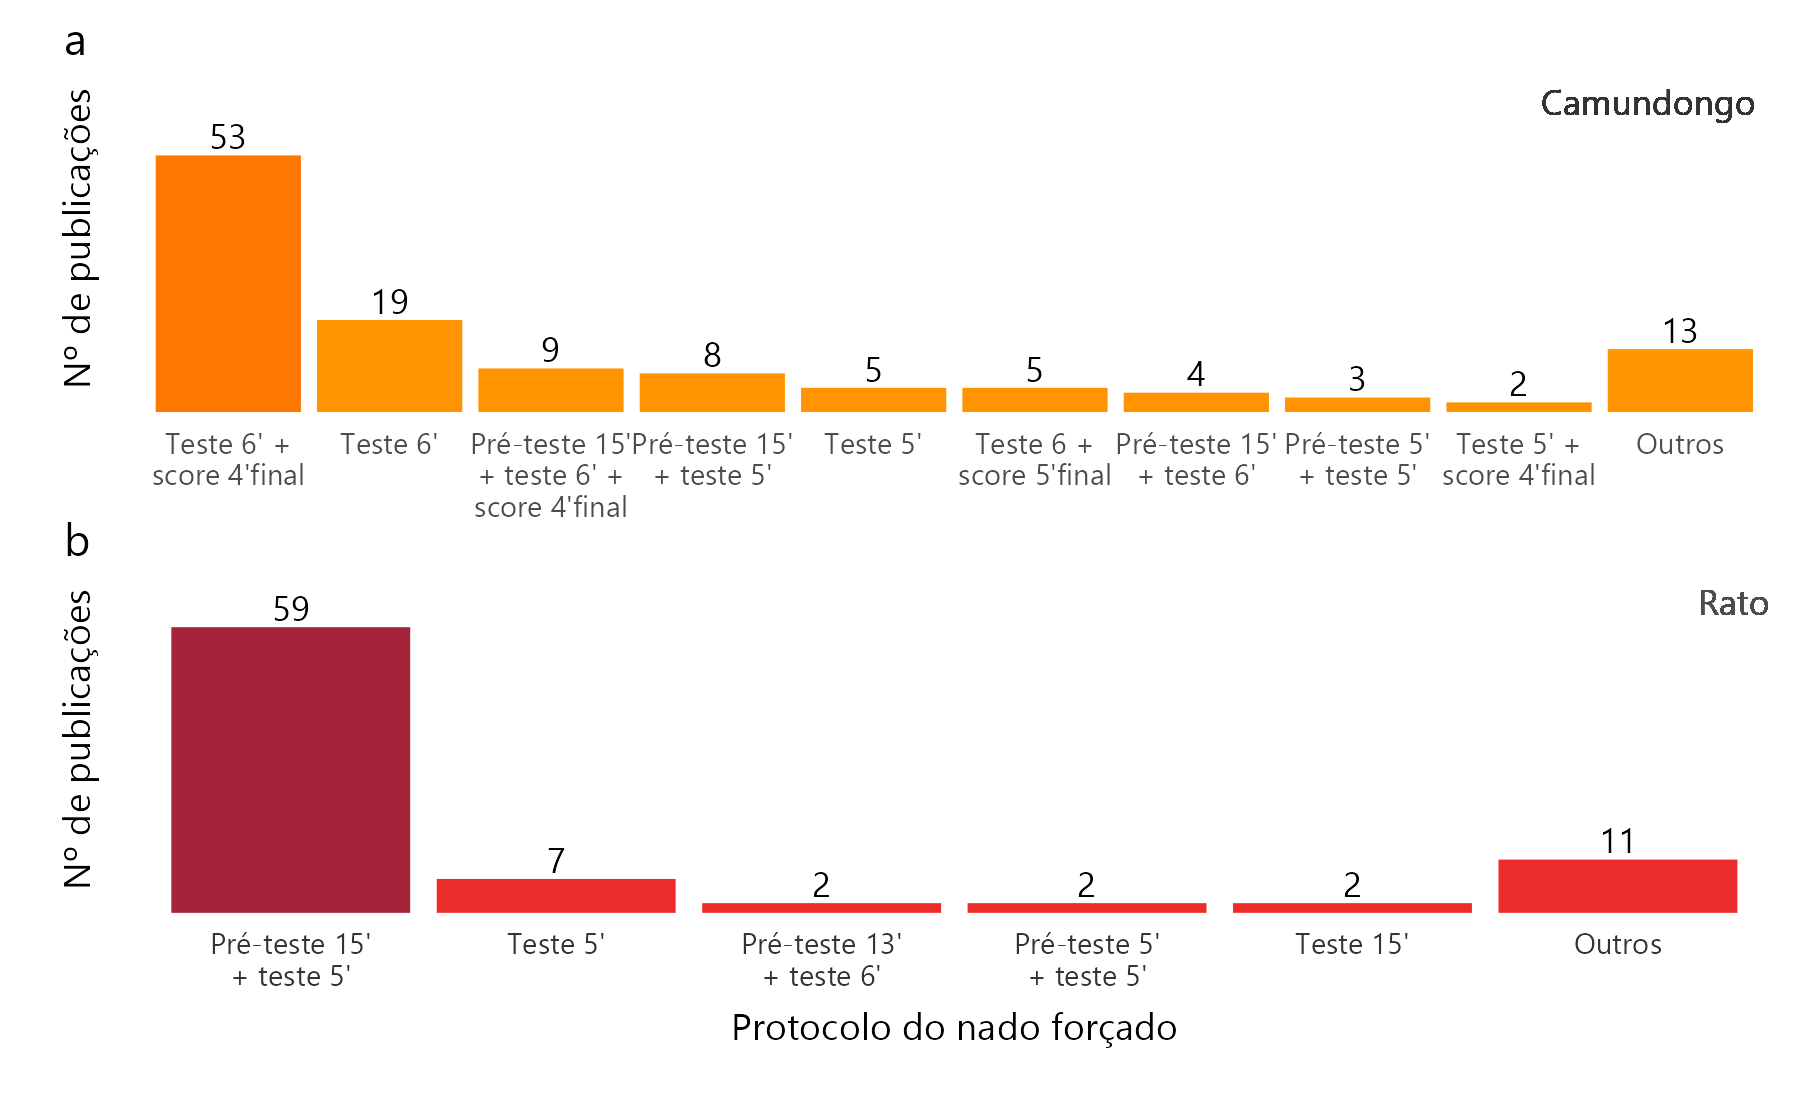 a
Camundongo
Nº de publicações
53
19
9
8
5
5
4
3
2
13
Teste 6' +
score 4'final
Teste 6'
Pré-teste 15'
+ teste 6' +
score 4'final
Pré-teste 15'
+ teste 5'
Teste 5'
Teste 6 +
score 5'final
Pré-teste 15'
+ teste 6'
Pré-teste 5'
+ teste 5'
Teste 5' +
score 4'final
Outros
b
Rato
Nº de publicações
59
7
2
2
2
11
Pré-teste 15'
+ teste 5'
Teste 5'
Pré-teste 13'
+ teste 6'
Pré-teste 5'
+ teste 5'
Teste 15'
Outros
Protocolo do nado forçado